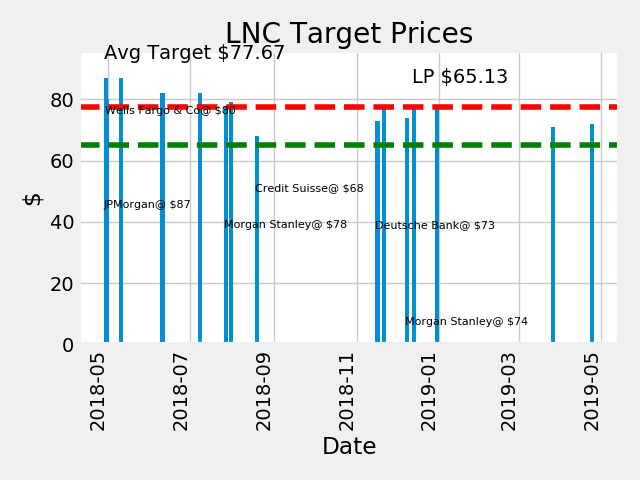 LNC Target Prices
Avg Target $77.67
LP $65.13
Wells Fargo & Co@ $80
Credit Suisse@ $68
JPMorgan@ $87
Morgan Stanley@ $78
Deutsche Bank@ $73
Morgan Stanley@ $74
$
80
60
40
20
0
2018-05
2018-07
2018-09
2018-11
2019-01
2019-03
2019-05
Date